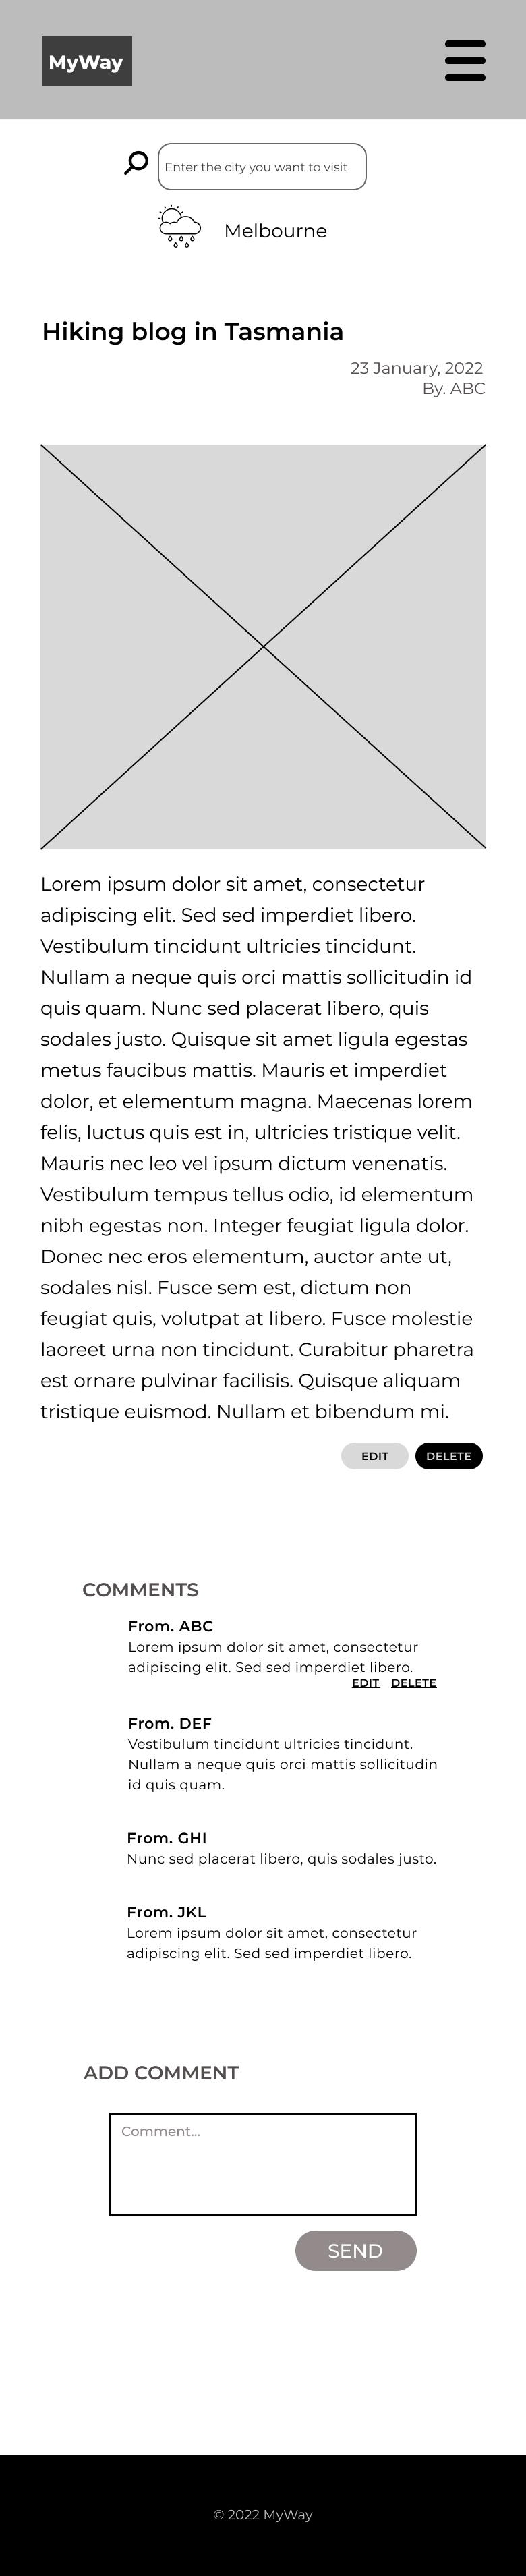 MyWay
Enter the city you want to visit
Melbourne
Hiking blog in Tasmania
23 January, 2022
By. ABC
Lorem ipsum dolor sit amet, consectetur
adipiscing elit. Sed sed imperdiet libero.
Vestibulum tincidunt ultricies tincidunt.
Nullam a neque quis orci mattis sollicitudin id
quis quam. Nunc sed placerat libero, quis
sodales justo. Quisque sit amet ligula egestas
metus faucibus mattis. Mauris et imperdiet
dolor, et elementum magna. Maecenas lorem
felis, luctus quis est in, ultricies tristique velit.
Mauris nec leo vel ipsum dictum venenatis.
Vestibulum tempus tellus odio, id elementum
nibh egestas non. Integer feugiat ligula dolor.
Donec nec eros elementum, auctor ante ut,
sodales nisl. Fusce sem est, dictum non
feugiat quis, volutpat at libero. Fusce molestie
laoreet urna non tincidunt. Curabitur pharetra
est ornare pulvinar facilisis. Quisque aliquam
tristique euismod. Nullam et bibendum mi.
EDIT DELETE
COMMENTS
From. ABC
Lorem ipsum dolor sit amet, consectetur
adipiscing elit. Sed sed imperdiet libero.
EDIT DELETE
From. DEF
Vestibulum tincidunt ultricies tincidunt.
Nullam a neque quis orci mattis sollicitudin
id quis quam.
From. GHI
Nunc sed placerat libero, quis sodales justo.
From. JKL
Lorem ipsum dolor sit amet, consectetur
adipiscing elit. Sed sed imperdiet libero.
ADD COMMENT
Comment...
SEND
© 2022 MyWay